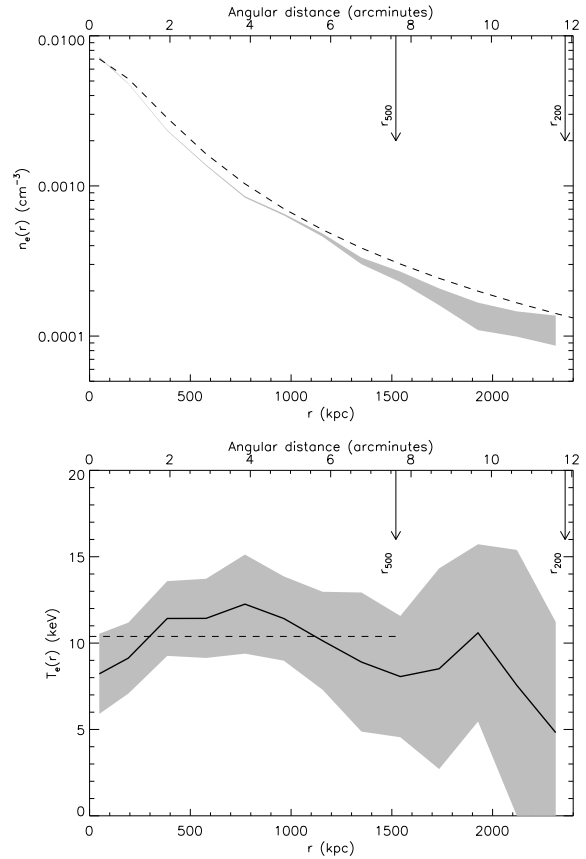 Angular distance (arcminutes)
0 2 4 6 8 10 12
0.0100
0.0010
0.0001
n_e(r) (cm^-3)
r_500
r_200
0 500 1000 1500 2000
r (kpc)
Angular distance (arcminutes)
0 2 4 6 8 10 12
20
15
10
5
0
T_e(r) (keV)
r_500
r_200
0 500 1000 1500 2000
r (kpc)